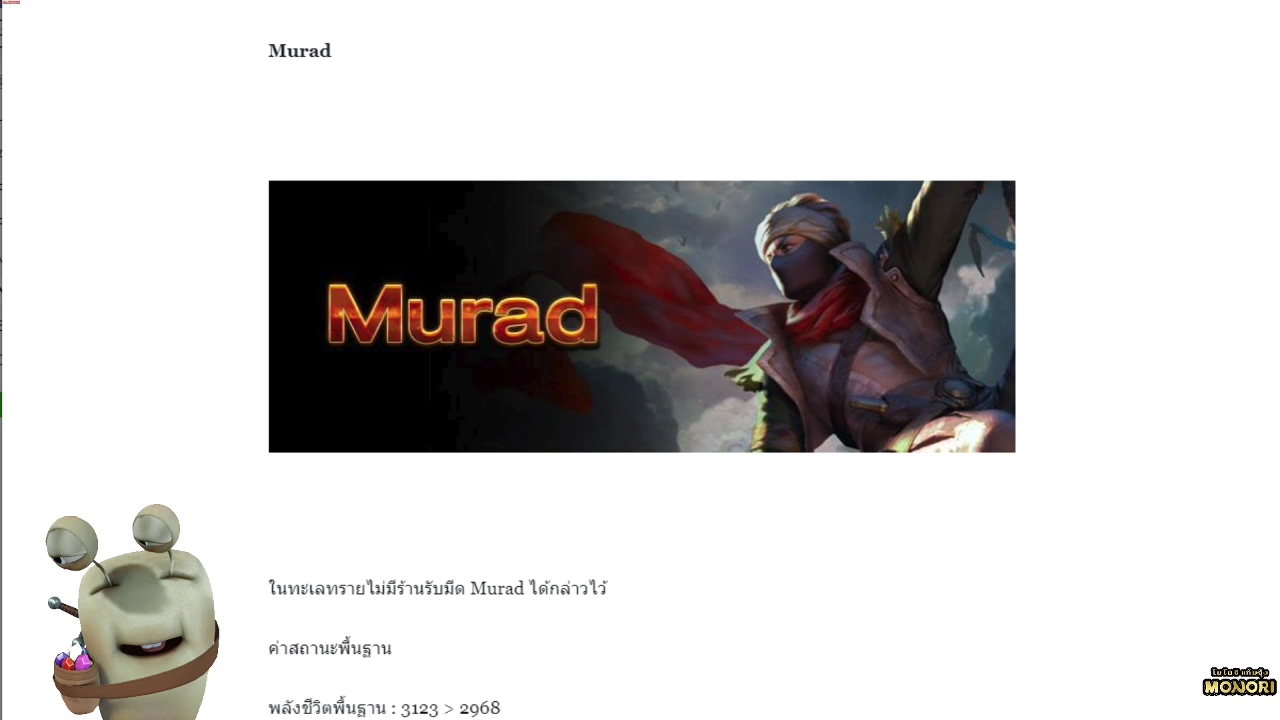 Murad
Murad
ในทะเลทรายไม่มีร้านรับมีด Murad ได้กล่าวไว้
ค่าสถานะพื้นฐาน
พลังชีวิตพื้นฐาน : 3123 > 2968
MONORI